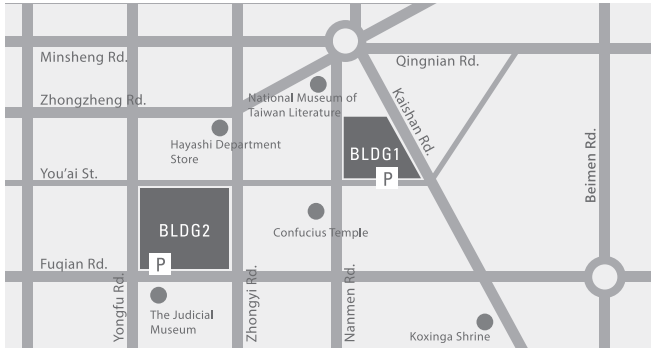 Minsheng Rd.
Qingnian Rd.
Zhongzheng Rd.
National Museum of
Taiwan Literature
Kaishan Rd.
Hayashi Department
Store
BLDG1
P
You'ai St.
Beimen Rd.
BLDG2
P
Confucius Temple
Fuqian Rd.
Yongfu Rd.
Zhongyi Rd.
Nanmen Rd.
The Judicial
Museum
Koxinga Shrine